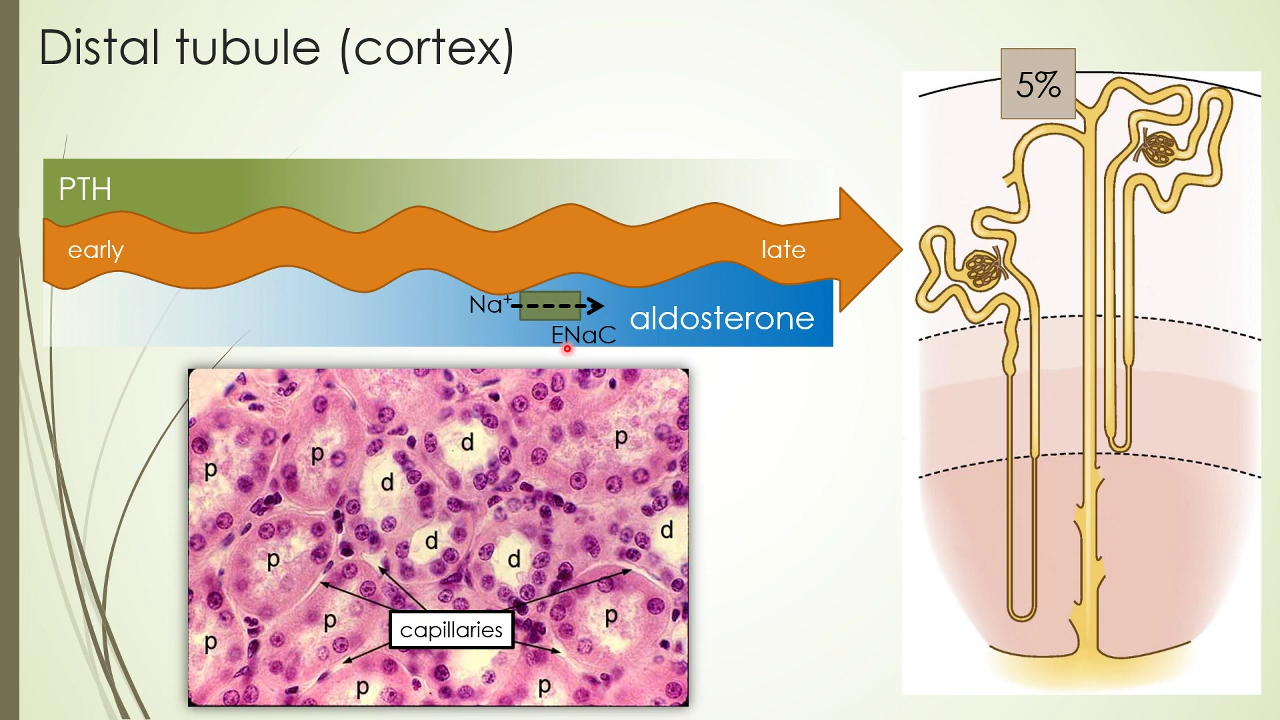 Distal tubule (cortex)
5%
PTH
early
late
Na⁺
aldosterone
ENaC
d
p
p
p
d
d
d
d
p
p
p
p
p
p
capillaries